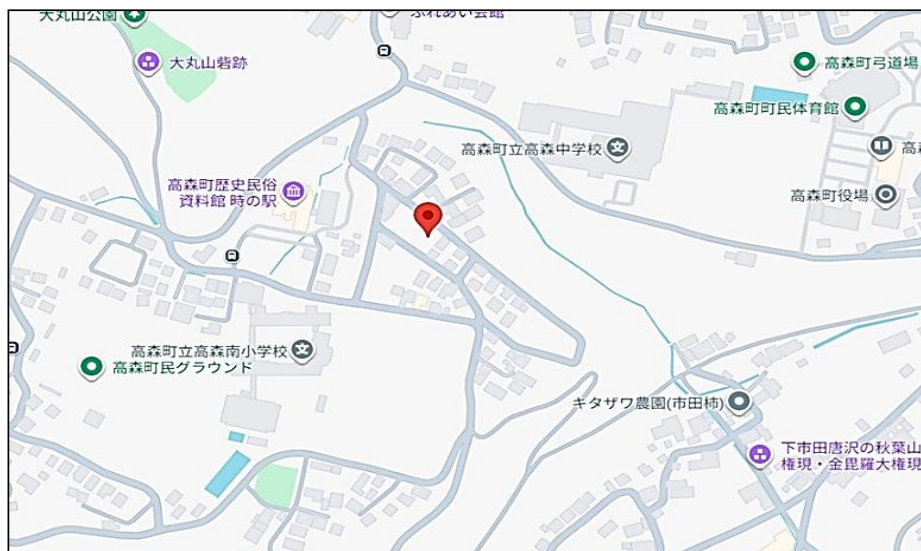 大丸山公園
ふれあい会館
大丸山砦跡
高森町弓道場
高森町町民体育館
高森町立高森中学校
高森町歴史民俗
資料館 時の駅
高森町役場
高森町立高森南小学校
高森町民グラウンド
キタザワ農園(市田柿)
下市田唐沢の秋葉山
権現・金毘羅大権現